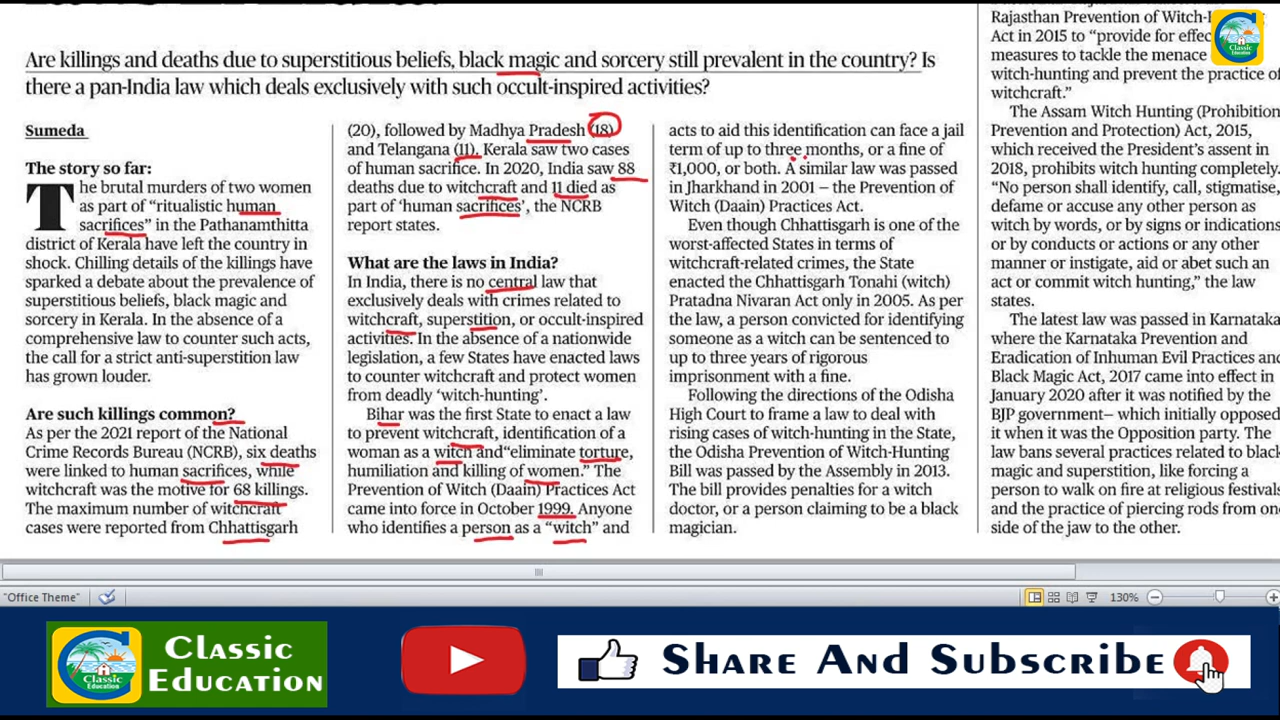 Are killings and deaths due to superstitious beliefs, black magic and sorcery still prevalent in the country? Is
there a pan-India law which deals exclusively with such occult-inspired activities?
Sumeda
The story so far:
The brutal murders of two women
as part of “ritualistic human
sacrifices” in the Pathanamthitta
district of Kerala have left the country in
shock. Chilling details of the killings have
sparked a debate about the prevalence of
superstitious beliefs, black magic and
sorcery in Kerala. In the absence of a
comprehensive law to counter such acts,
the call for a strict anti-superstition law
has grown louder.
Are such killings common?
As per the 2021 report of the National
Crime Records Bureau (NCRB), six deaths
were linked to human sacrifices, while
witchcraft was the motive for 68 killings.
The maximum number of witchcraft
cases were reported from Chhattisgarh
(20), followed by Madhya Pradesh (18)
and Telangana (11). Kerala saw two cases
of human sacrifice. In 2020, India saw 88
deaths due to witchcraft and 11 died as
part of ‘human sacrifices’, the NCRB
report states.
What are the laws in India?
In India, there is no central law that
exclusively deals with crimes related to
witchcraft, superstition, or occult-inspired
activities. In the absence of a nationwide
legislation, a few States have enacted laws
to counter witchcraft and protect women
from deadly ‘witch-hunting’.
Bihar was the first State to enact a law
to prevent witchcraft, identification of a
woman as a witch and “eliminate torture,
humiliation and killing of women.” The
Prevention of Witch (Daain) Practices Act
came into force in October 1999. Anyone
who identifies a person as a “witch” and
acts to aid this identification can face a jail
term of up to three months, or a fine of
₹1,000, or both. A similar law was passed
in Jharkhand in 2001 – the Prevention of
Witch (Daain) Practices Act.
Even though Chhattisgarh is one of the
worst-affected States in terms of
witchcraft-related crimes, the State
enacted the Chhattisgarh Tonahi (witch)
Pratadna Nivaran Act only in 2005. As per
the law, a person convicted for identifying
someone as a witch can be sentenced to
up to three years of rigorous
imprisonment with a fine.
Following the directions of the Odisha
High Court to frame a law to deal with
rising cases of witch-hunting in the State,
the Odisha Prevention of Witch-Hunting
Bill was passed by the Assembly in 2013.
The bill provides penalties for a witch
doctor, or a person claiming to be a black
magician.
Rajasthan Prevention of Witch-
Act in 2015 to “provide for
measures to tackle the menace
witch-hunting and prevent the practice of
witchcraft.”
The Assam Witch Hunting (Prohibition
Prevention and Protection) Act, 2015,
which received the President’s assent in
2018, prohibits witch hunting completely.
“No person shall identify, call, stigmatise,
defame or accuse any other person as
witch by words, or by signs or indications
or by conducts or actions or any other
manner or instigate, aid or abet such an
act or commit witch hunting,” the law
states.
The latest law was passed in Karnataka
where the Karnataka Prevention and
Eradication of Inhuman Evil Practices and
Black Magic Act, 2017 came into effect in
January 2020 after it was notified by the
BJP government– which initially opposed
it when it was the Opposition party. The
law bans several practices related to black
magic and superstition, like forcing a
person to walk on fire at religious festivals
and the practice of piercing rods from one
side of the jaw to the other.
Classic
Education
"Office Theme"
130%
Classic
Education
Classic
Education
Share And Subscribe